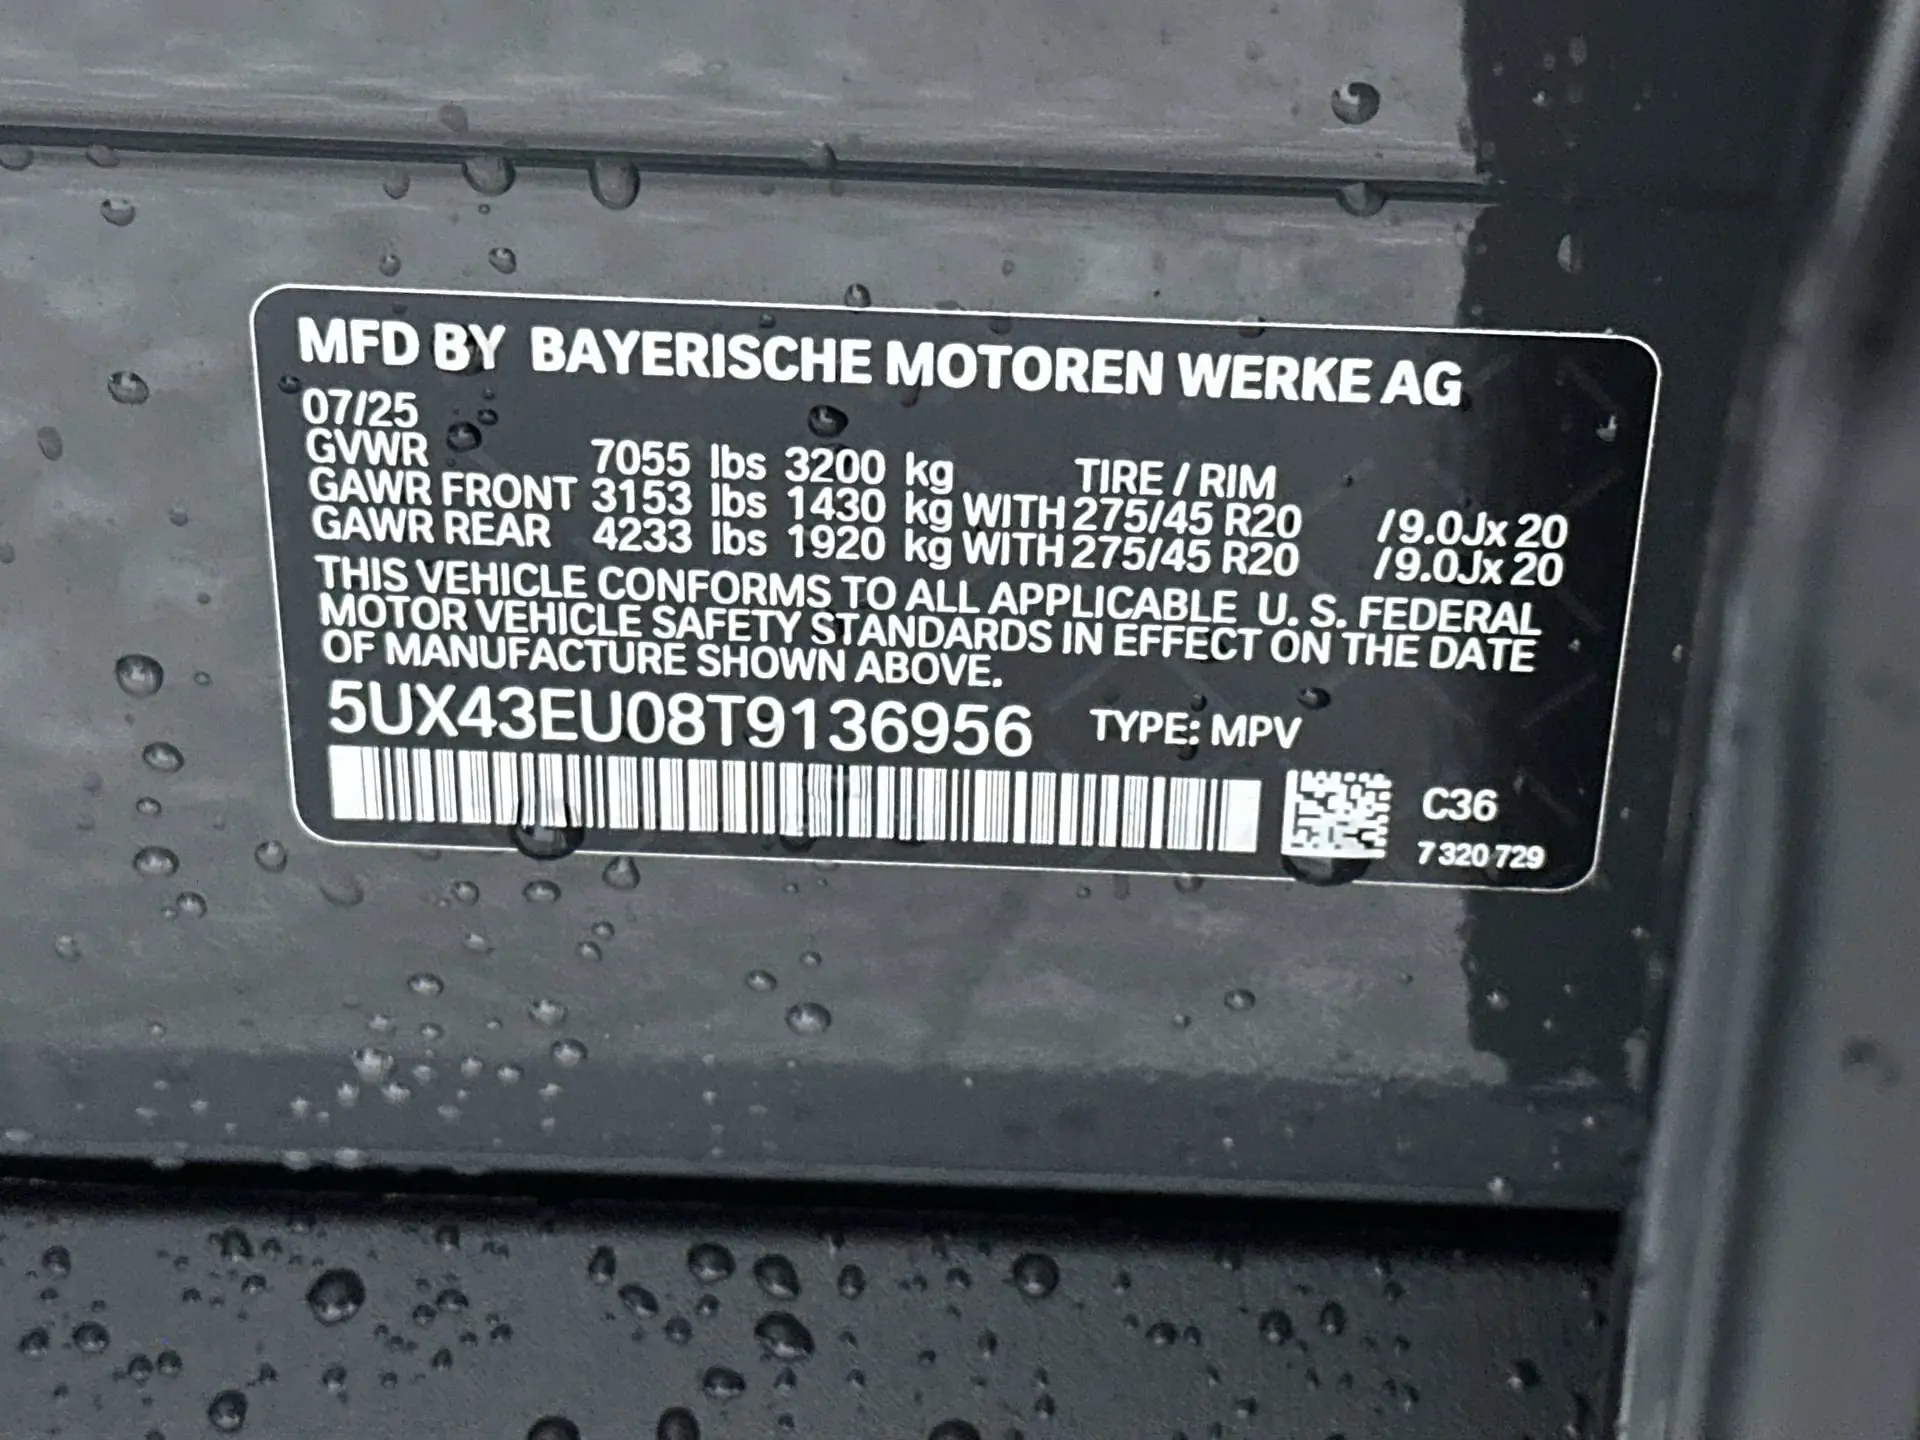 MFD BY BAYERISCHE MOTOREN WERKE AG
07/25
GVWR 7055 lbs 3200 kg TIRE / RIM
GAWR FRONT 3153 lbs 1430 kg WITH 275/45 R20 /9.0Jx 20
GAWR REAR 4233 lbs 1920 kg WITH 275/45 R20 /9.0Jx 20
THIS VEHICLE CONFORMS TO ALL APPLICABLE U. S. FEDERAL
MOTOR VEHICLE SAFETY STANDARDS IN EFFECT ON THE DATE
OF MANUFACTURE SHOWN ABOVE.
5UX43EU08T9136956 TYPE: MPV
C36
7 320 729